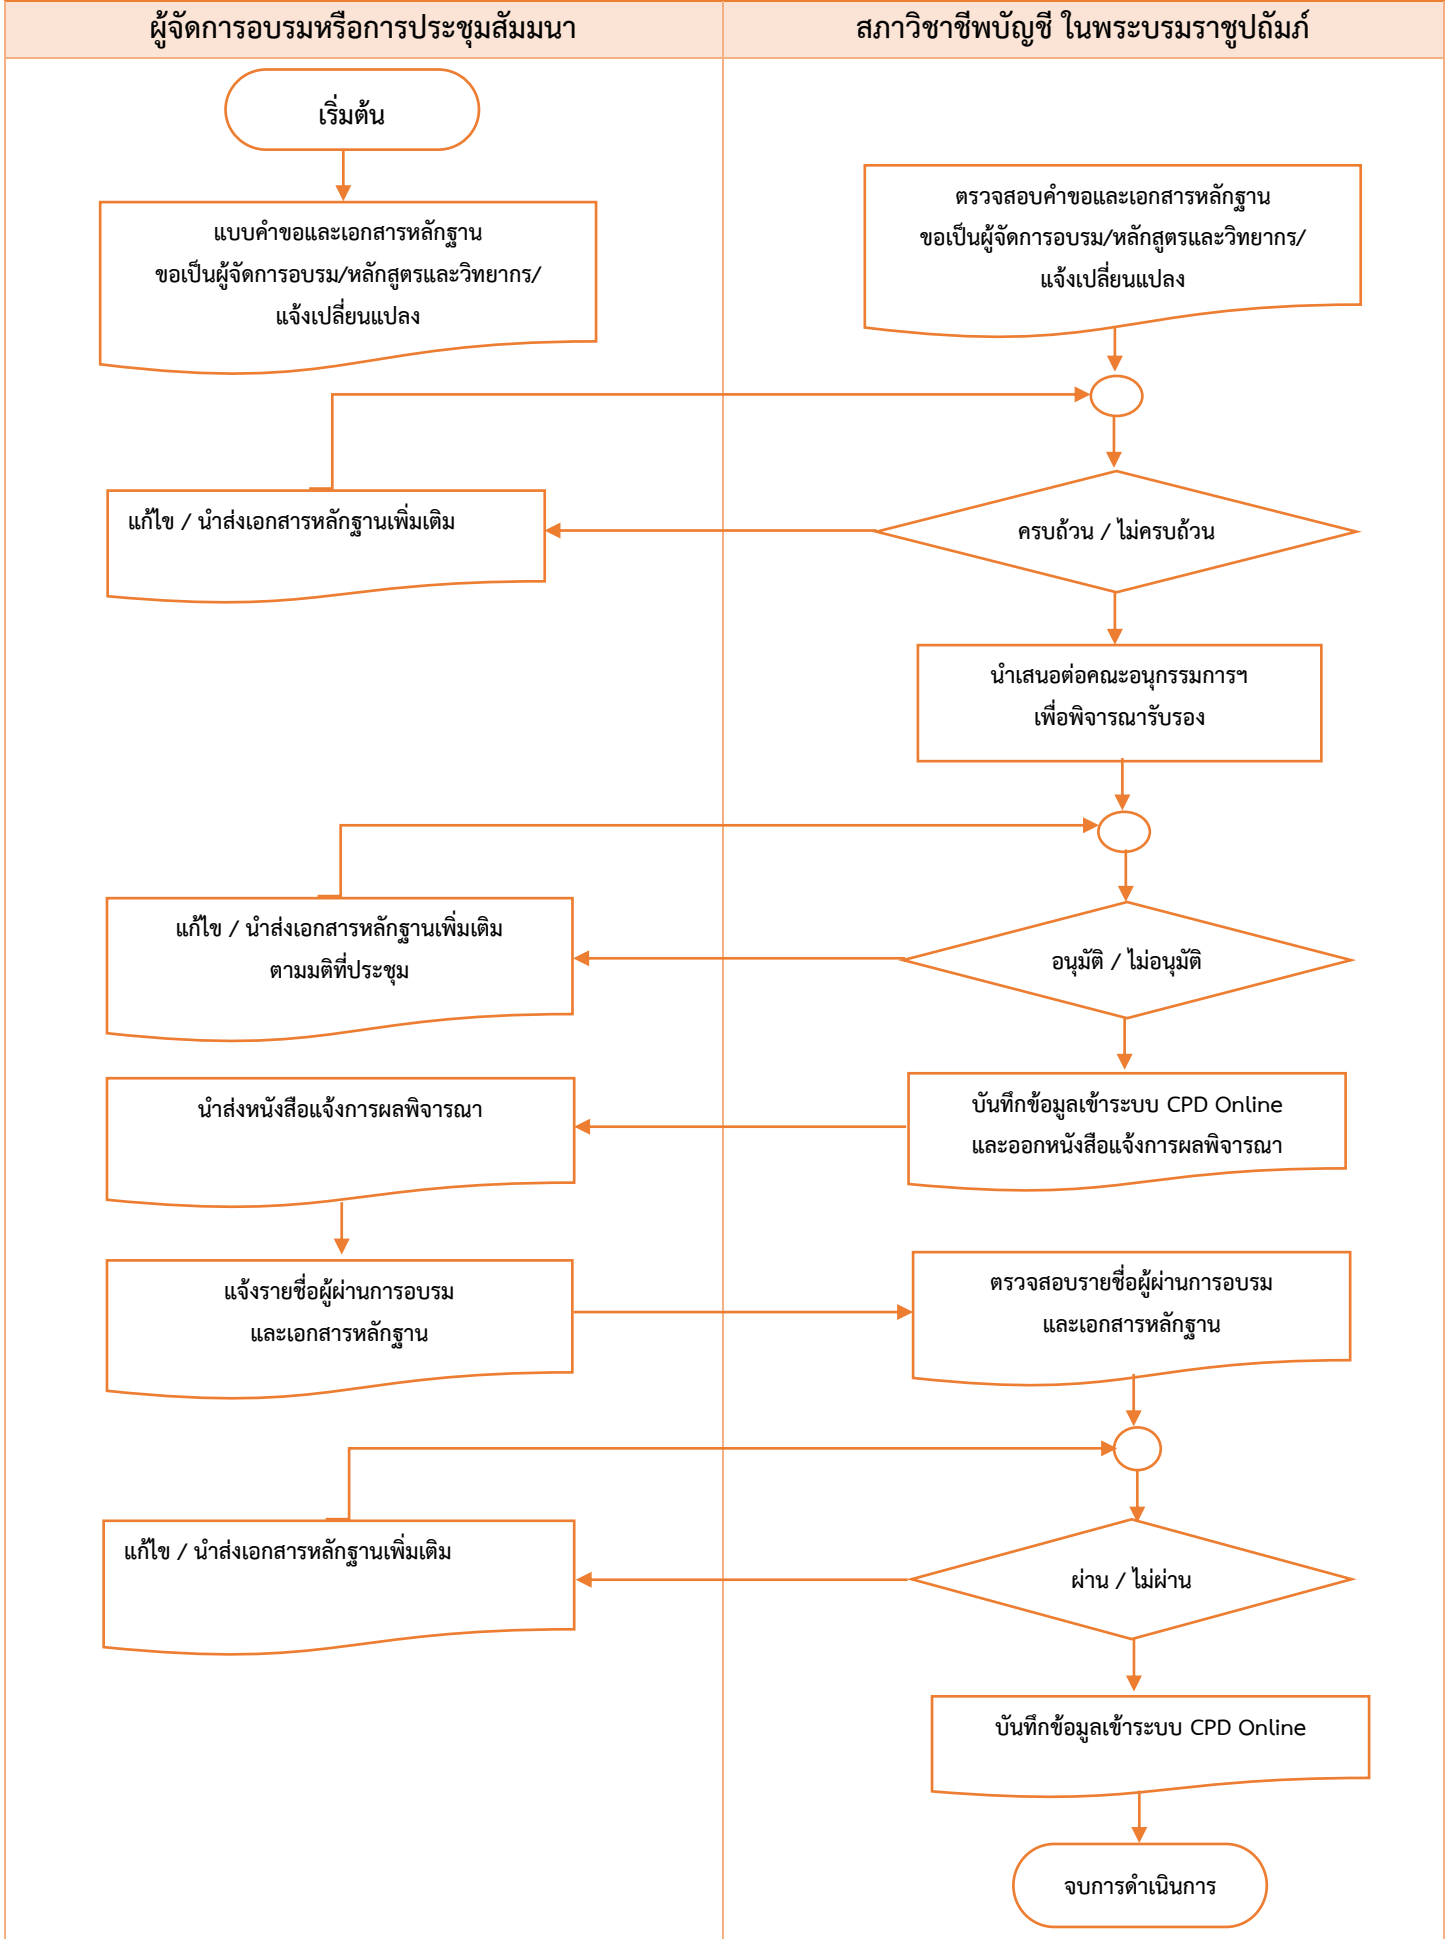 ผู้จัดการอบรมหรือการประชุมสัมมนา
สภาวิชาชีพบัญชี ในพระบรมราชูปถัมภ์
เริ่มต้น
แบบคำขอและเอกสารหลักฐาน
ขอเป็นผู้จัดการอบรม/หลักสูตรและวิทยากร/
แจ้งเปลี่ยนแปลง
ตรวจสอบคำขอและเอกสารหลักฐาน
ขอเป็นผู้จัดการอบรม/หลักสูตรและวิทยากร/
แจ้งเปลี่ยนแปลง
แก้ไข / นำส่งเอกสารหลักฐานเพิ่มเติม
ครบถ้วน / ไม่ครบถ้วน
นำเสนอต่อคณะอนุกรรมการฯ
เพื่อพิจารณารับรอง
แก้ไข / นำส่งเอกสารหลักฐานเพิ่มเติม
ตามมติที่ประชุม
อนุมัติ / ไม่อนุมัติ
นำส่งหนังสือแจ้งการผลพิจารณา
บันทึกข้อมูลเข้าระบบ CPD Online
และออกหนังสือแจ้งการผลพิจารณา
แจ้งรายชื่อผู้ผ่านการอบรม
และเอกสารหลักฐาน
ตรวจสอบรายชื่อผู้ผ่านการอบรม
และเอกสารหลักฐาน
แก้ไข / นำส่งเอกสารหลักฐานเพิ่มเติม
ผ่าน / ไม่ผ่าน
บันทึกข้อมูลเข้าระบบ CPD Online
จบการดำเนินการ